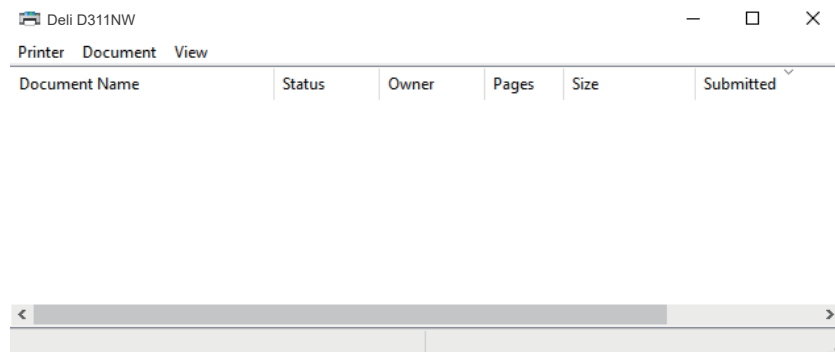 Deli D311NW
Printer Document View
Document Name Status Owner Pages Size Submitted